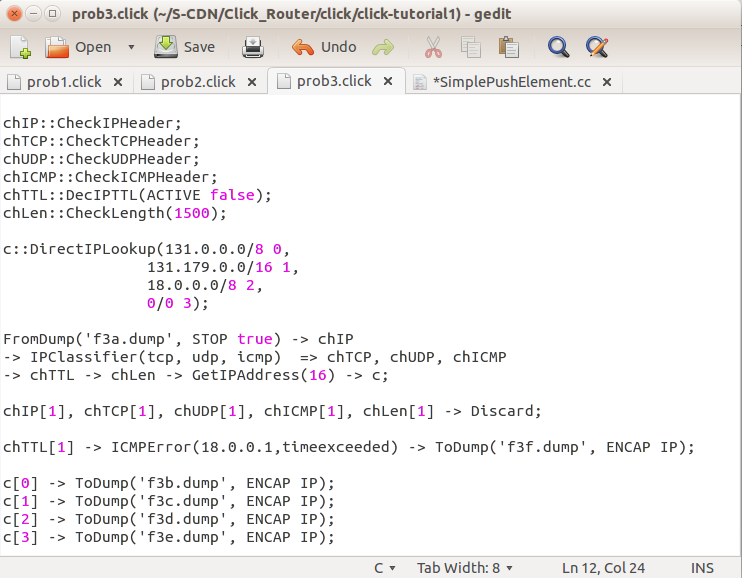 prob3.click (~/S-CDN/Click_Router/click/click-tutorial1) - gedit
Open Save Undo
prob1.click prob2.click prob3.click *SimplePushElement.cc
chIP::CheckIPHeader;
chTCP::CheckTCPHeader;
chUDP::CheckUDPHeader;
chICMP::CheckICMPHeader;
chTTL::DecIPTTL(ACTIVE false);
chLen::CheckLength(1500);
c::DirectIPLookup(131.0.0.0/8 0,
131.179.0.0/16 1,
18.0.0.0/8 2,
0/0 3);
FromDump('f3a.dump', STOP true) -> chIP
-> IPClassifier(tcp, udp, icmp)  => chTCP, chUDP, chICMP
-> chTTL -> chLen -> GetIPAddress(16) -> c;
chIP[1], chTCP[1], chUDP[1], chICMP[1], chLen[1] -> Discard;
chTTL[1] -> ICMPError(18.0.0.1,timeexceeded) -> ToDump('f3f.dump', ENCAP IP);
c[0] -> ToDump('f3b.dump', ENCAP IP);
c[1] -> ToDump('f3c.dump', ENCAP IP);
c[2] -> ToDump('f3d.dump', ENCAP IP);
c[3] -> ToDump('f3e.dump', ENCAP IP);
C Tab Width: 8 Ln 12, Col 24 INS